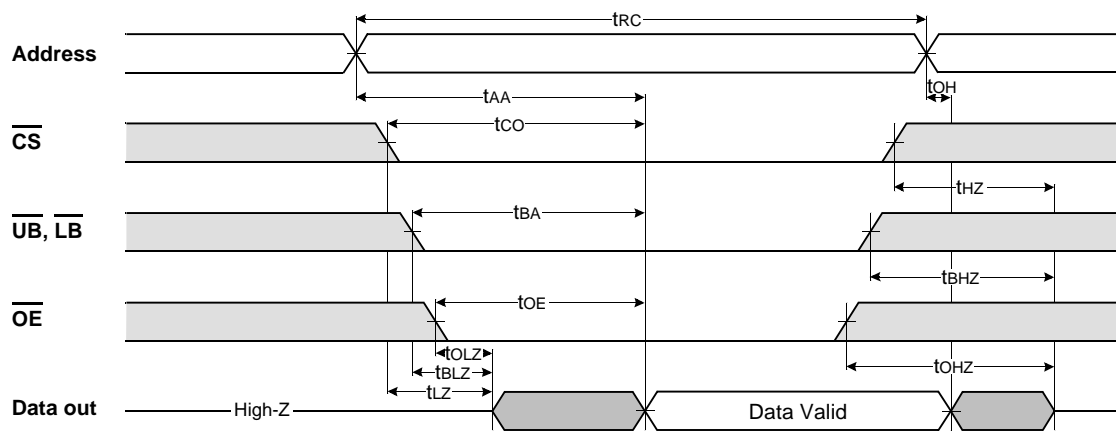 tRC
Address
tOH
tAA
CS
tCO
tHZ
UB, LB
tBA
tBHZ
OE
tOE
tOLZ
tOHZ
tBLZ
tLZ
Data out
High-Z
Data Valid